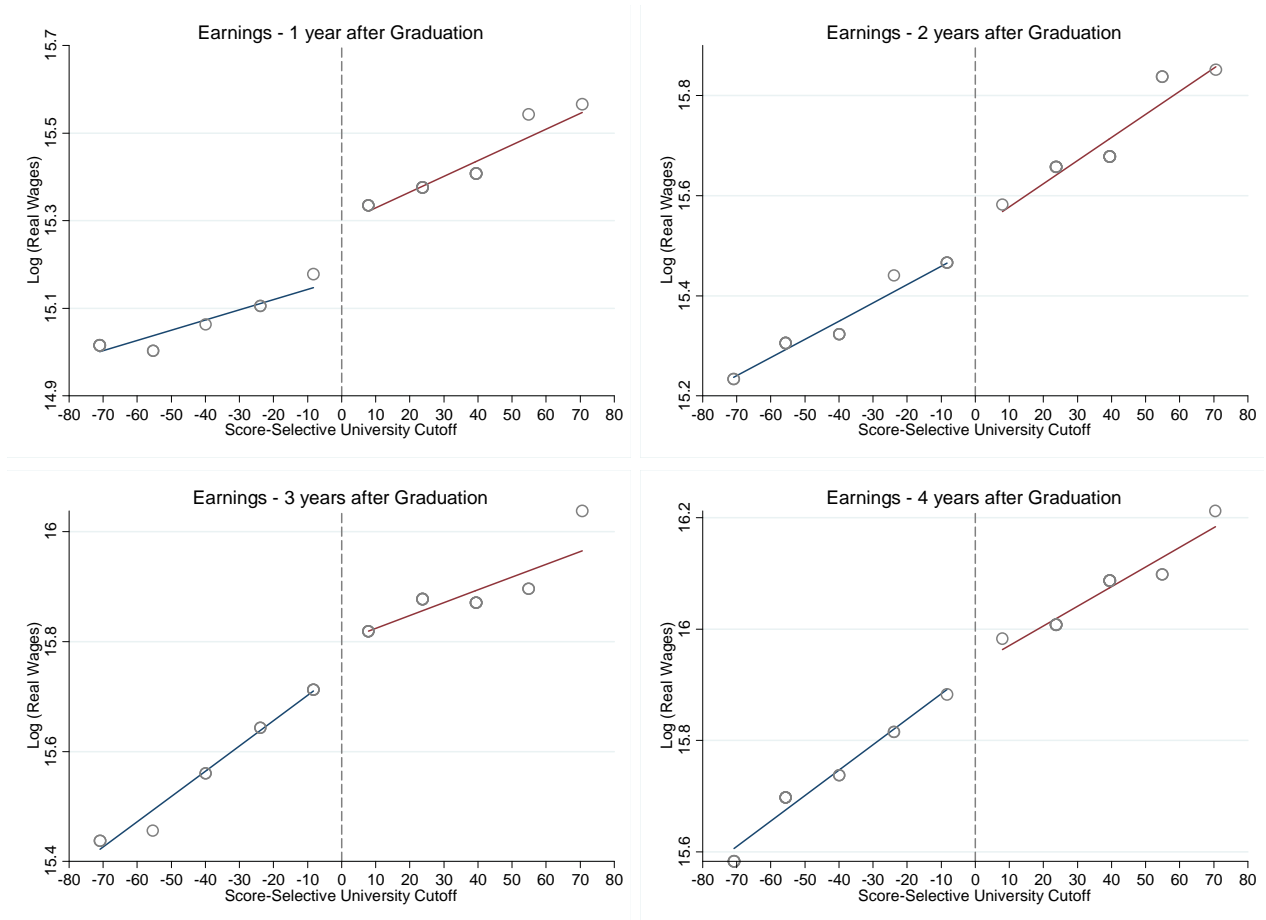 Earnings - 1 year after Graduation
Log (Real Wages)
15.7
15.5
15.3
15.1
14.9
-80 -70 -60 -50 -40 -30 -20 -10 0 10 20 30 40 50 60 70 80
Score-Selective University Cutoff
Earnings - 2 years after Graduation
Log (Real Wages)
15.8
15.6
15.4
15.2
-80 -70 -60 -50 -40 -30 -20 -10 0 10 20 30 40 50 60 70 80
Score-Selective University Cutoff
Earnings - 3 years after Graduation
Log (Real Wages)
16
15.8
15.6
15.4
-80 -70 -60 -50 -40 -30 -20 -10 0 10 20 30 40 50 60 70 80
Score-Selective University Cutoff
Earnings - 4 years after Graduation
Log (Real Wages)
16.2
16
15.8
15.6
-80 -70 -60 -50 -40 -30 -20 -10 0 10 20 30 40 50 60 70 80
Score-Selective University Cutoff